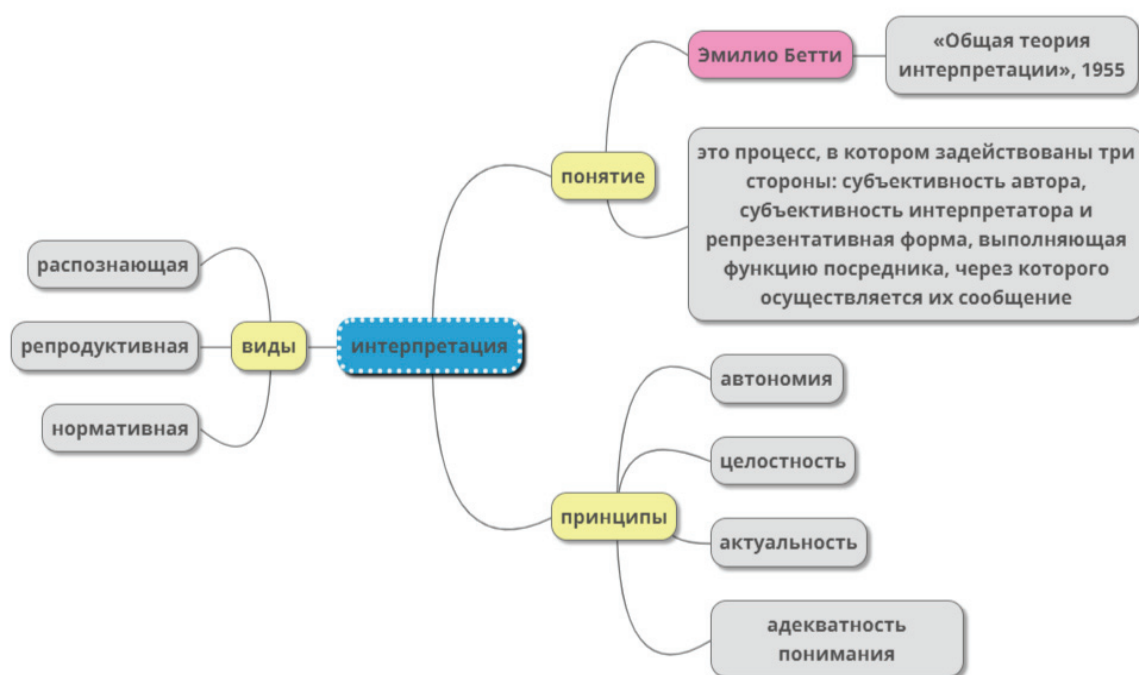 Эмилио Бетти
«Общая теория
интерпретации», 1955
понятие
это процесс, в котором задействованы три
стороны: субъективность автора,
субъективность интерпретатора и
репрезентативная форма, выполняющая
функцию посредника, через которого
осуществляется их сообщение
распознающая
репродуктивная
нормативная
виды
интерпретация
автономия
целостность
принципы
актуальность
адекватность
понимания